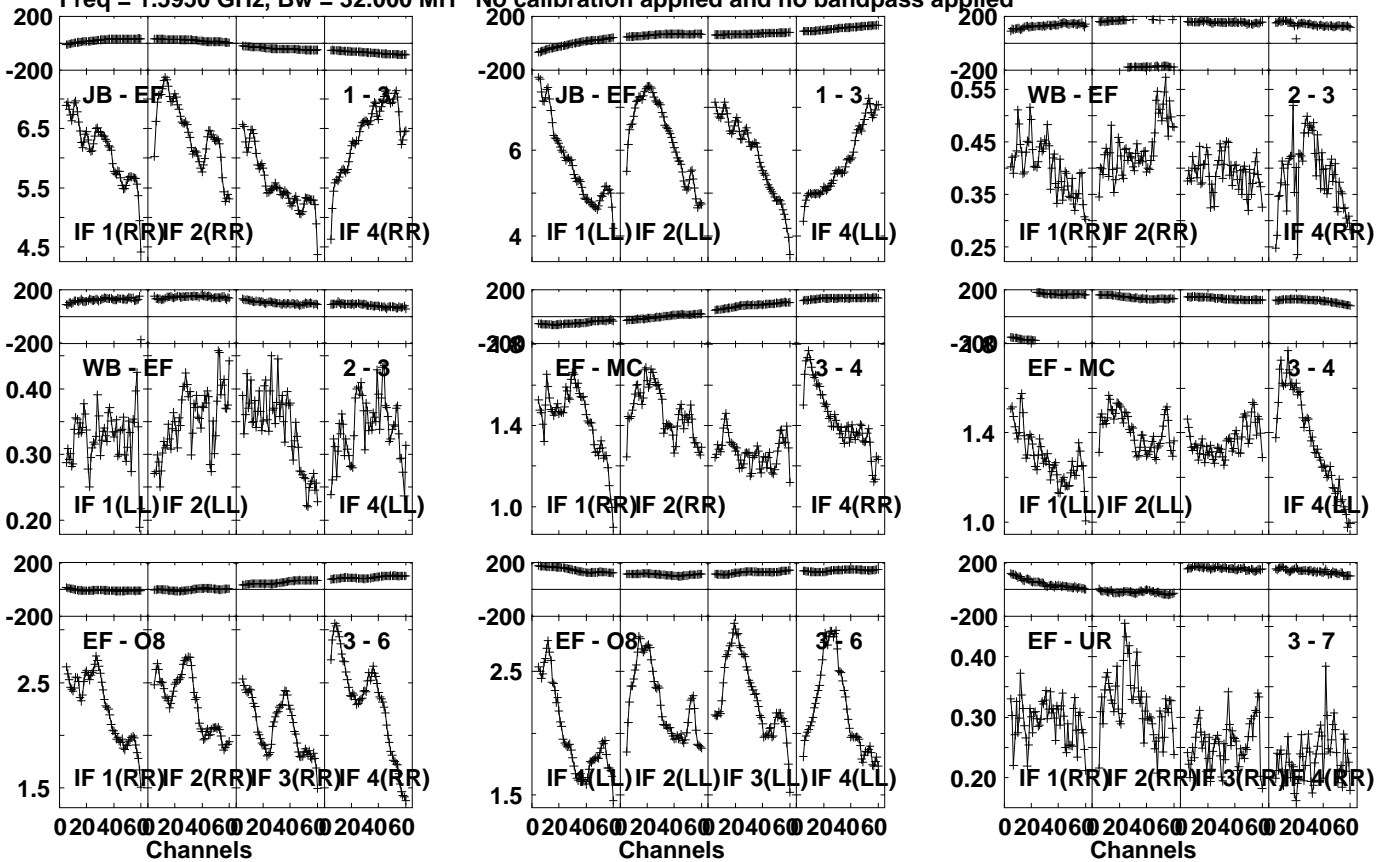 Freq = 1.5950 GHz, Bw = 32.000 MH No calibration applied and no bandpass applied
200
-200
JB - EF
1 - 3
6.5
5.5
4.5
IF 1(RR)
IF 2(RR)
IF 4(RR)
200
-200
JB - EF
1 - 3
6
4
IF 1(LL)
IF 2(LL)
IF 4(LL)
200
-200
WB - EF
2 - 3
0.55
0.45
0.35
0.25
IF 1(RR)
IF 2(RR)
IF 4(RR)
200
-200
WB - EF
2 - 3
0.40
0.30
0.20
IF 1(LL)
IF 2(LL)
IF 4(LL)
200
-200
1.8
EF - MC
3 - 4
1.4
1.0
IF 1(RR)
IF 2(RR)
IF 4(RR)
200
-200
EF - MC
3 - 4
1.4
1.0
IF 1(LL)
IF 2(LL)
IF 4(LL)
200
-200
EF - O8
3 - 6
2.5
1.5
IF 1(RR)
IF 2(RR)
IF 3(RR)
IF 4(RR)
0 20 40 60 0 20 40 60 0 20 40 60 0 20 40 60
Channels
200
-200
EF - O8
3 - 6
2.5
1.5
IF 1(LL)
IF 2(LL)
IF 3(LL)
IF 4(LL)
0 20 40 60 0 20 40 60 0 20 40 60 0 20 40 60
Channels
200
-200
EF - UR
3 - 7
0.40
0.30
0.20
IF 1(RR)
IF 2(RR)
IF 3(RR)
IF 4(RR)
0 20 40 60 0 20 40 60 0 20 40 60 0 20 40 60
Channels